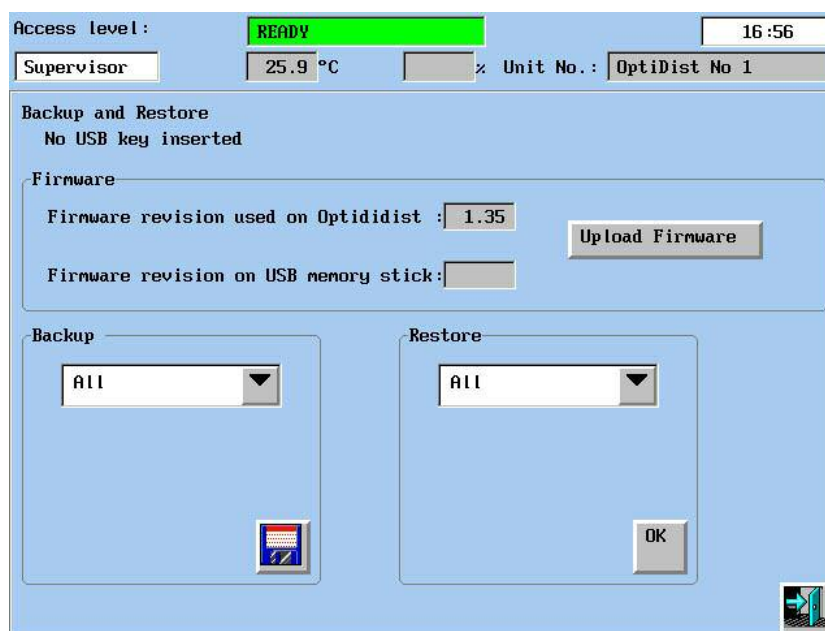 Access level: READY 16:56
Supervisor 25.9 °C % Unit No.: OptiDist No 1
Backup and Restore
No USB key inserted
Firmware
Firmware revision used on Optididist : 1.35
Upload Firmware
Firmware revision on USB memory stick:
Backup Restore
All All
OK